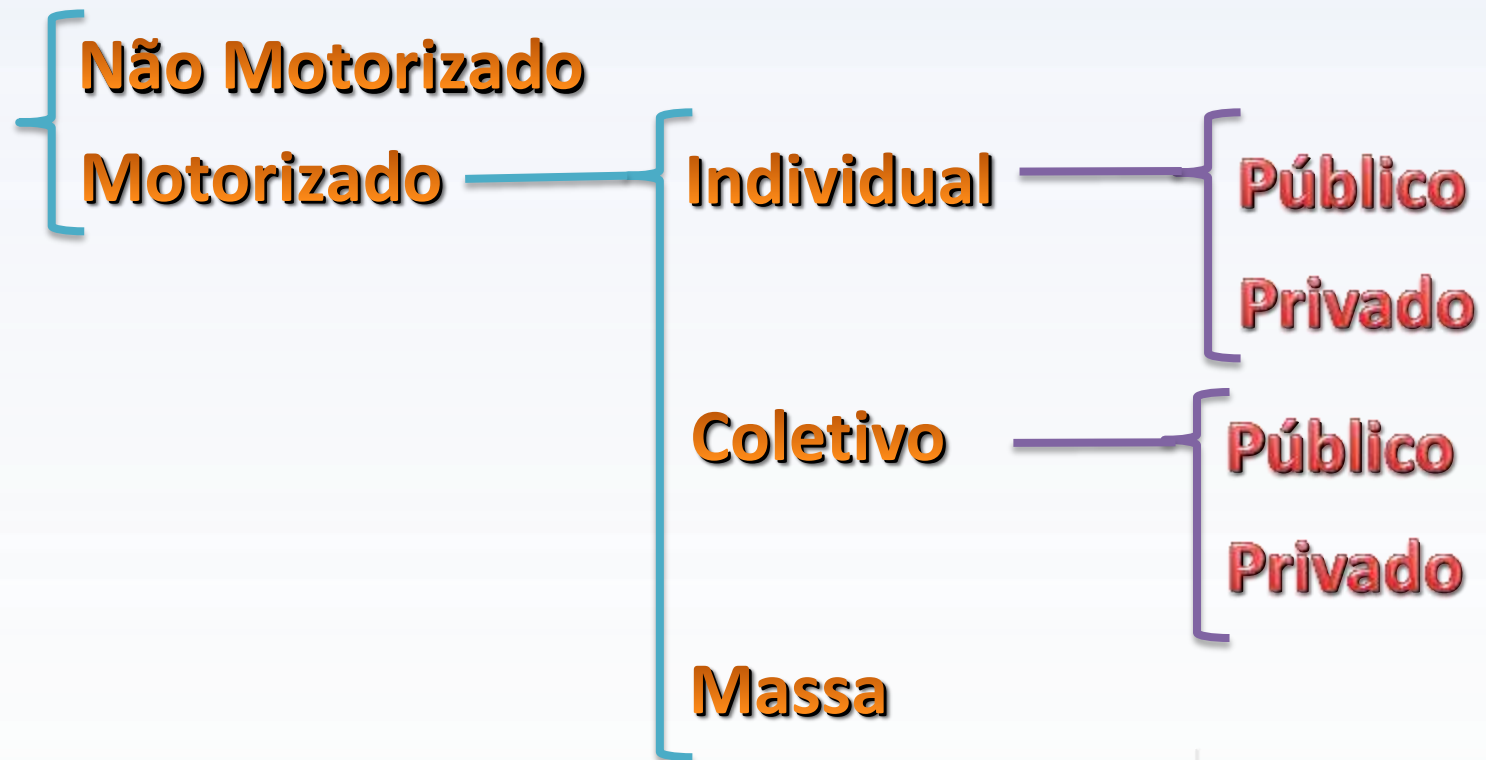 Não Motorizado
Motorizado
Individual
Público
Privado
Coletivo
Público
Privado
Massa